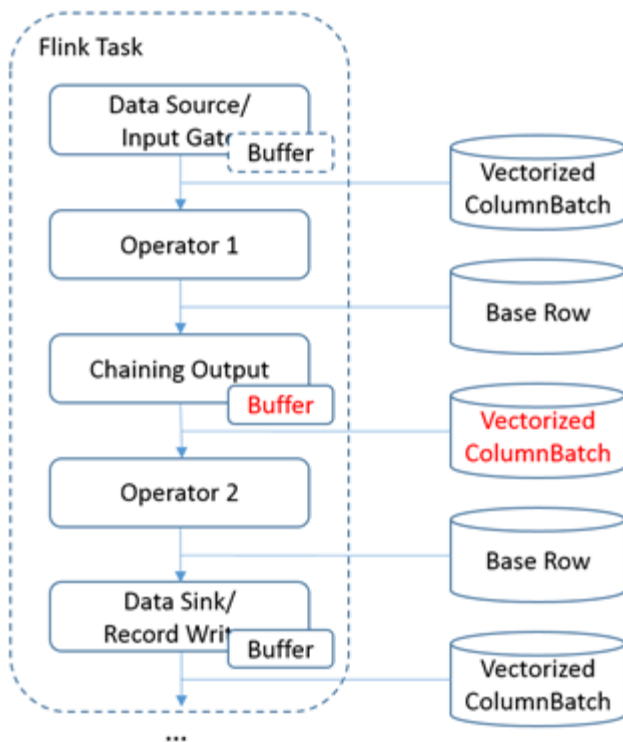 Flink Task
Data Source/
Input Gate
Buffer
Vectorized
ColumnBatch
Operator 1
Base Row
Chaining Output
Buffer
Vectorized
ColumnBatch
Operator 2
Base Row
Data Sink/
Record Writ
Buffer
Vectorized
ColumnBatch
...